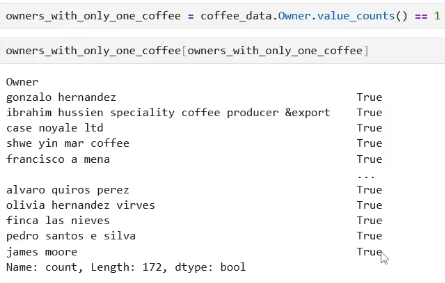 owners_with_only_one_coffee = coffee_data.Owner.value_counts() == 1
owners_with_only_one_coffee[owners_with_only_one_coffee]
Owner
gonzalo hernandez True
ibrahim hussien speciality coffee producer &export True
case noyale ltd True
shwe yin mar coffee True
francisco a mena True
...
alvaro quiros perez True
olivia hernandez virves True
finca las nieves True
pedro santos e silva True
james moore True
Name: count, Length: 172, dtype: bool